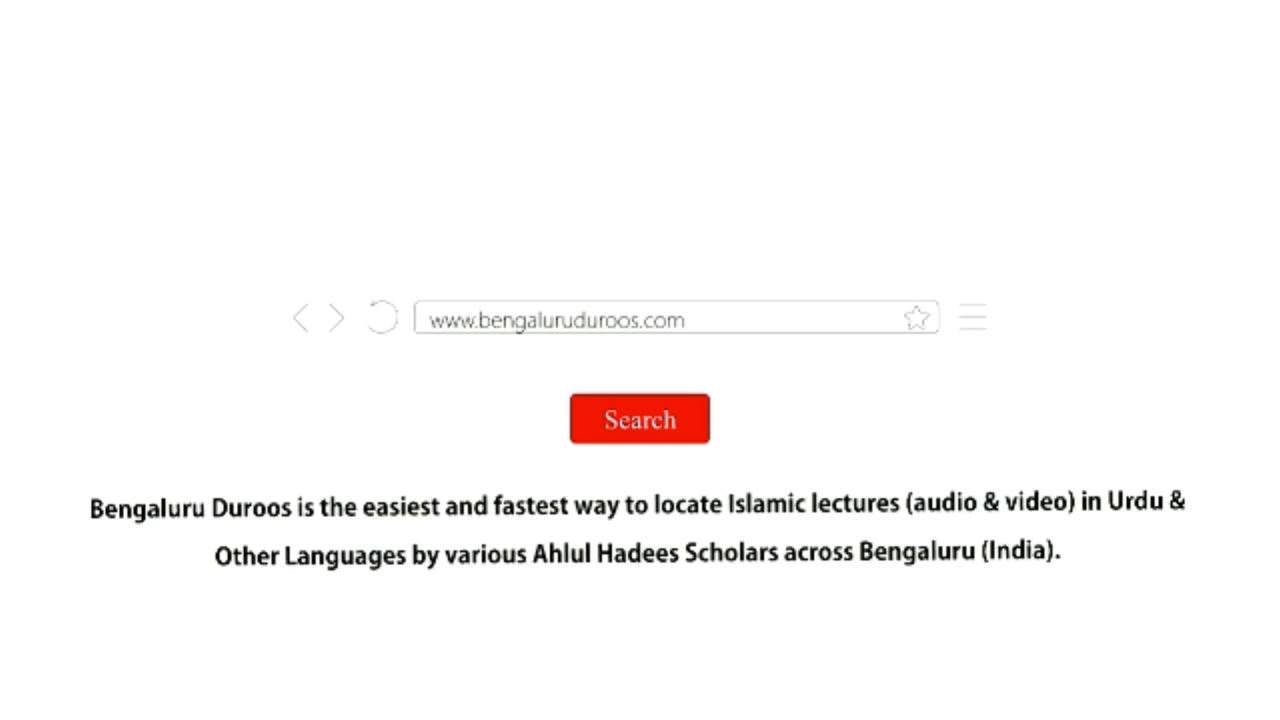 www.bengaluruduroos.com
Search
Bengaluru Duroos is the easiest and fastest way to locate Islamic lectures (audio & video) in Urdu &
Other Languages by various Ahlul Hadees Scholars across Bengaluru (India).